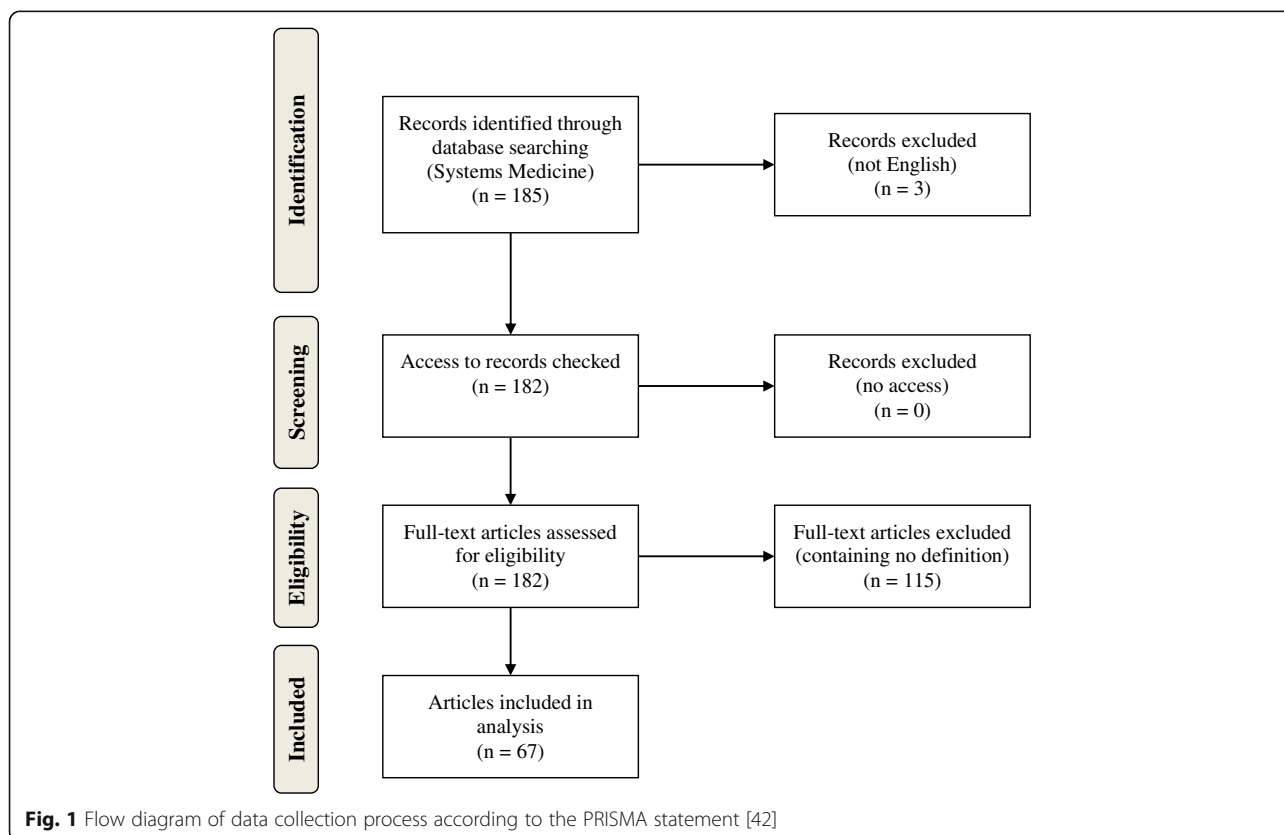 Identification
Records identified through
database searching
(Systems Medicine)
(n = 185)
Records excluded
(not English)
(n = 3)
Screening
Access to records checked
(n = 182)
Records excluded
(no access)
(n = 0)
Eligibility
Full-text articles assessed
for eligibility
(n = 182)
Full-text articles excluded
(containing no definition)
(n = 115)
Included
Articles included in
analysis
(n = 67)
Fig. 1 Flow diagram of data collection process according to the PRISMA statement [42]